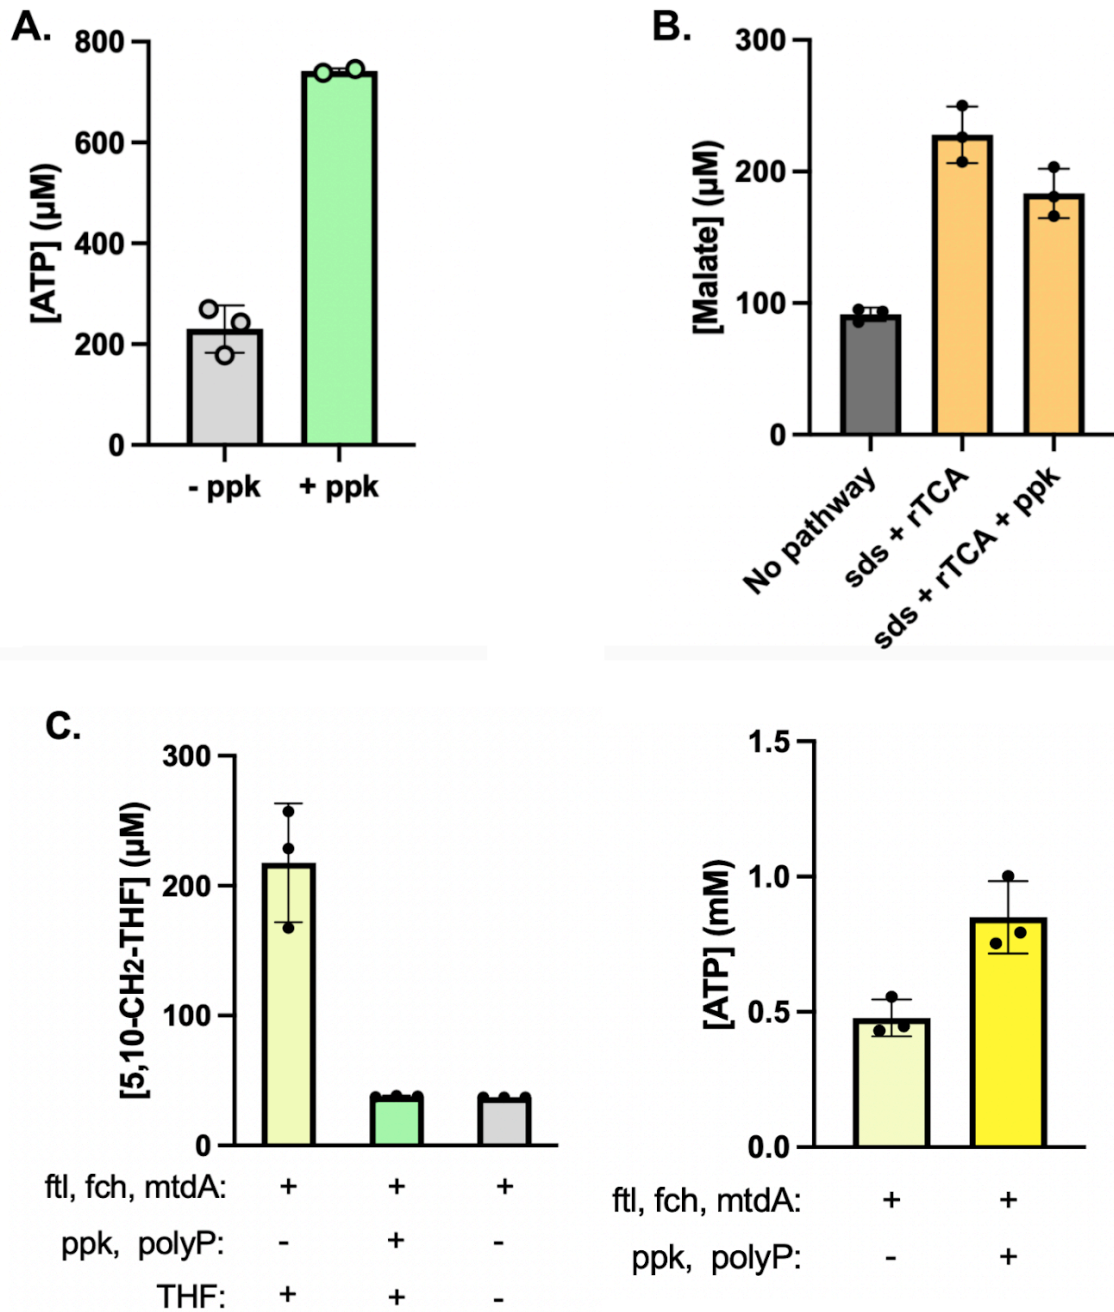 A.
[ATP] (μM)
800
600
400
200
0
- ppk + ppk
B.
[Malate] (μM)
300
200
100
0
No pathway
sds + rTCA
sds + rTCA + ppk
C.
[5,10-CH2-THF] (μM)
300
200
100
0
ftl, fch, mtdA: + + +
ppk, polyP: - + -
THF: + + -
[ATP] (mM)
1.5
1.0
0.5
0.0
ftl, fch, mtdA: + +
ppk, polyP: - +